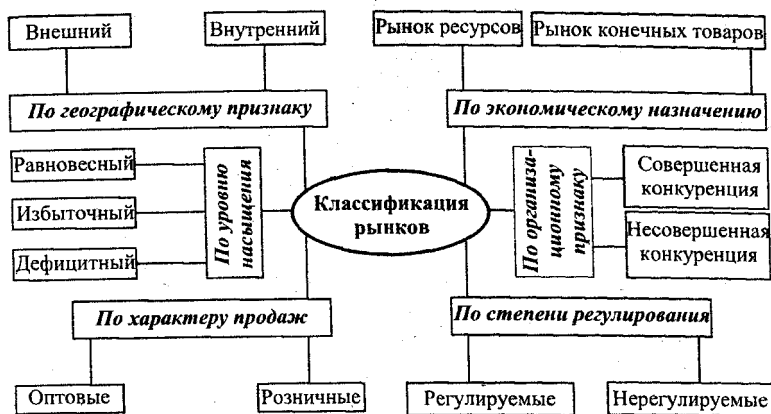 Внешний
Внутренний
Рынок ресурсов
Рынок конечных товаров
По географическому признаку
По экономическому назначению
Равновесный
Избыточный
Дефицитный
По уровню
насыщения
Классификация
рынков
По организа-
ционному
признаку
Совершенная
конкуренция
Несовершенная
конкуренция
По характеру продаж
По степени регулирования
Оптовые
Розничные
Регулируемые
Нерегулируемые